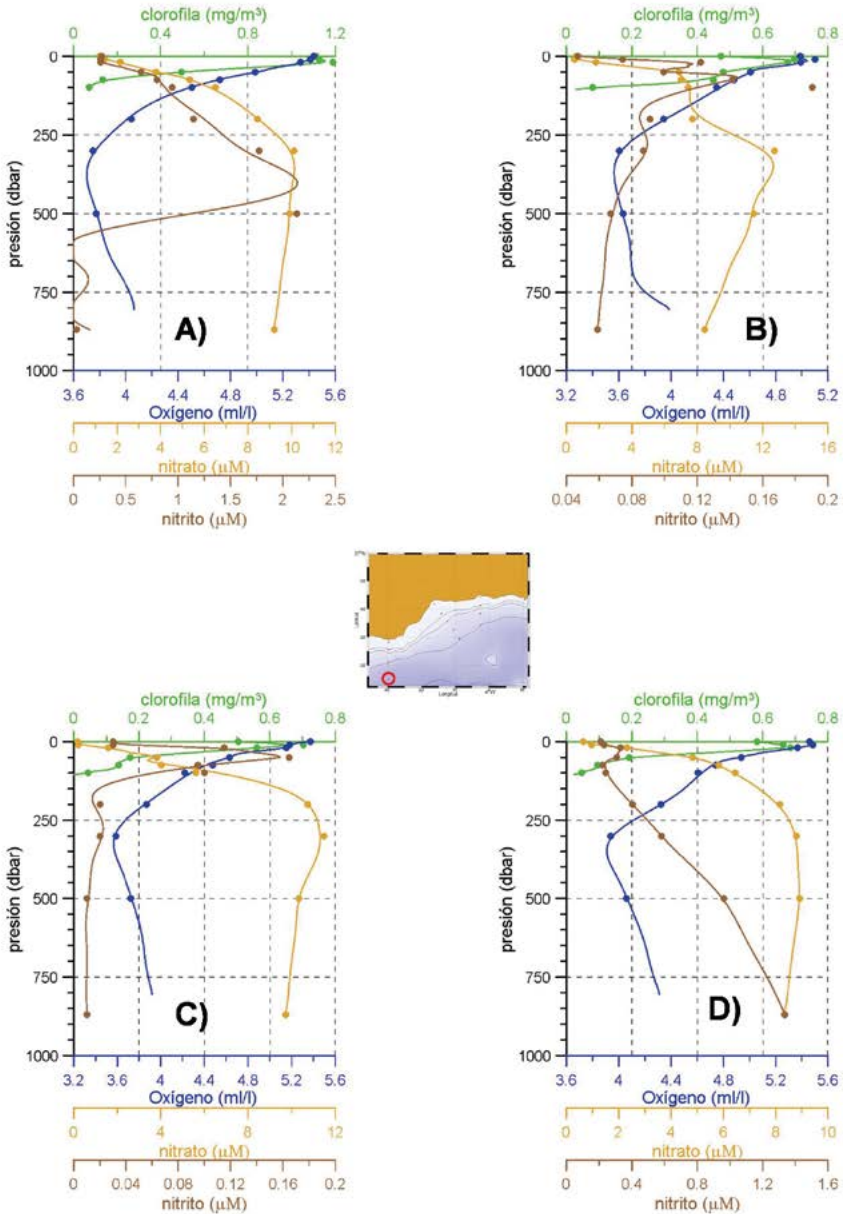 clorofila (mg/m³)
0 0.4 0.8 1.2
0
250
500
750
1000
presión (dbar)
A)
3.6 4 4.4 4.8 5.2 5.6
Oxígeno (ml/l)
0 2 4 6 8 10 12
nitrato (µM)
0 0.5 1 1.5 2 2.5
nitrito (µM)
clorofila (mg/m³)
0 0.2 0.4 0.6 0.8
0
250
500
750
1000
presión (dbar)
B)
3.2 3.6 4 4.4 4.8 5.2
Oxígeno (ml/l)
0 4 8 12 16
nitrato (µM)
0.04 0.08 0.12 0.16 0.2
nitrito (µM)
Longitud
clorofila (mg/m³)
0 0.2 0.4 0.6 0.8
0
250
500
750
1000
presión (dbar)
C)
3.2 3.6 4 4.4 4.8 5.2 5.6
Oxígeno (ml/l)
0 4 8 12
nitrato (µM)
0 0.04 0.08 0.12 0.16 0.2
nitrito (µM)
clorofila (mg/m³)
0 0.2 0.4 0.6 0.8
0
250
500
750
1000
presión (dbar)
D)
3.6 4 4.4 4.8 5.2 5.6
Oxígeno (ml/l)
0 2 4 6 8 10
nitrato (µM)
0 0.4 0.8 1.2 1.6
nitrito (µM)